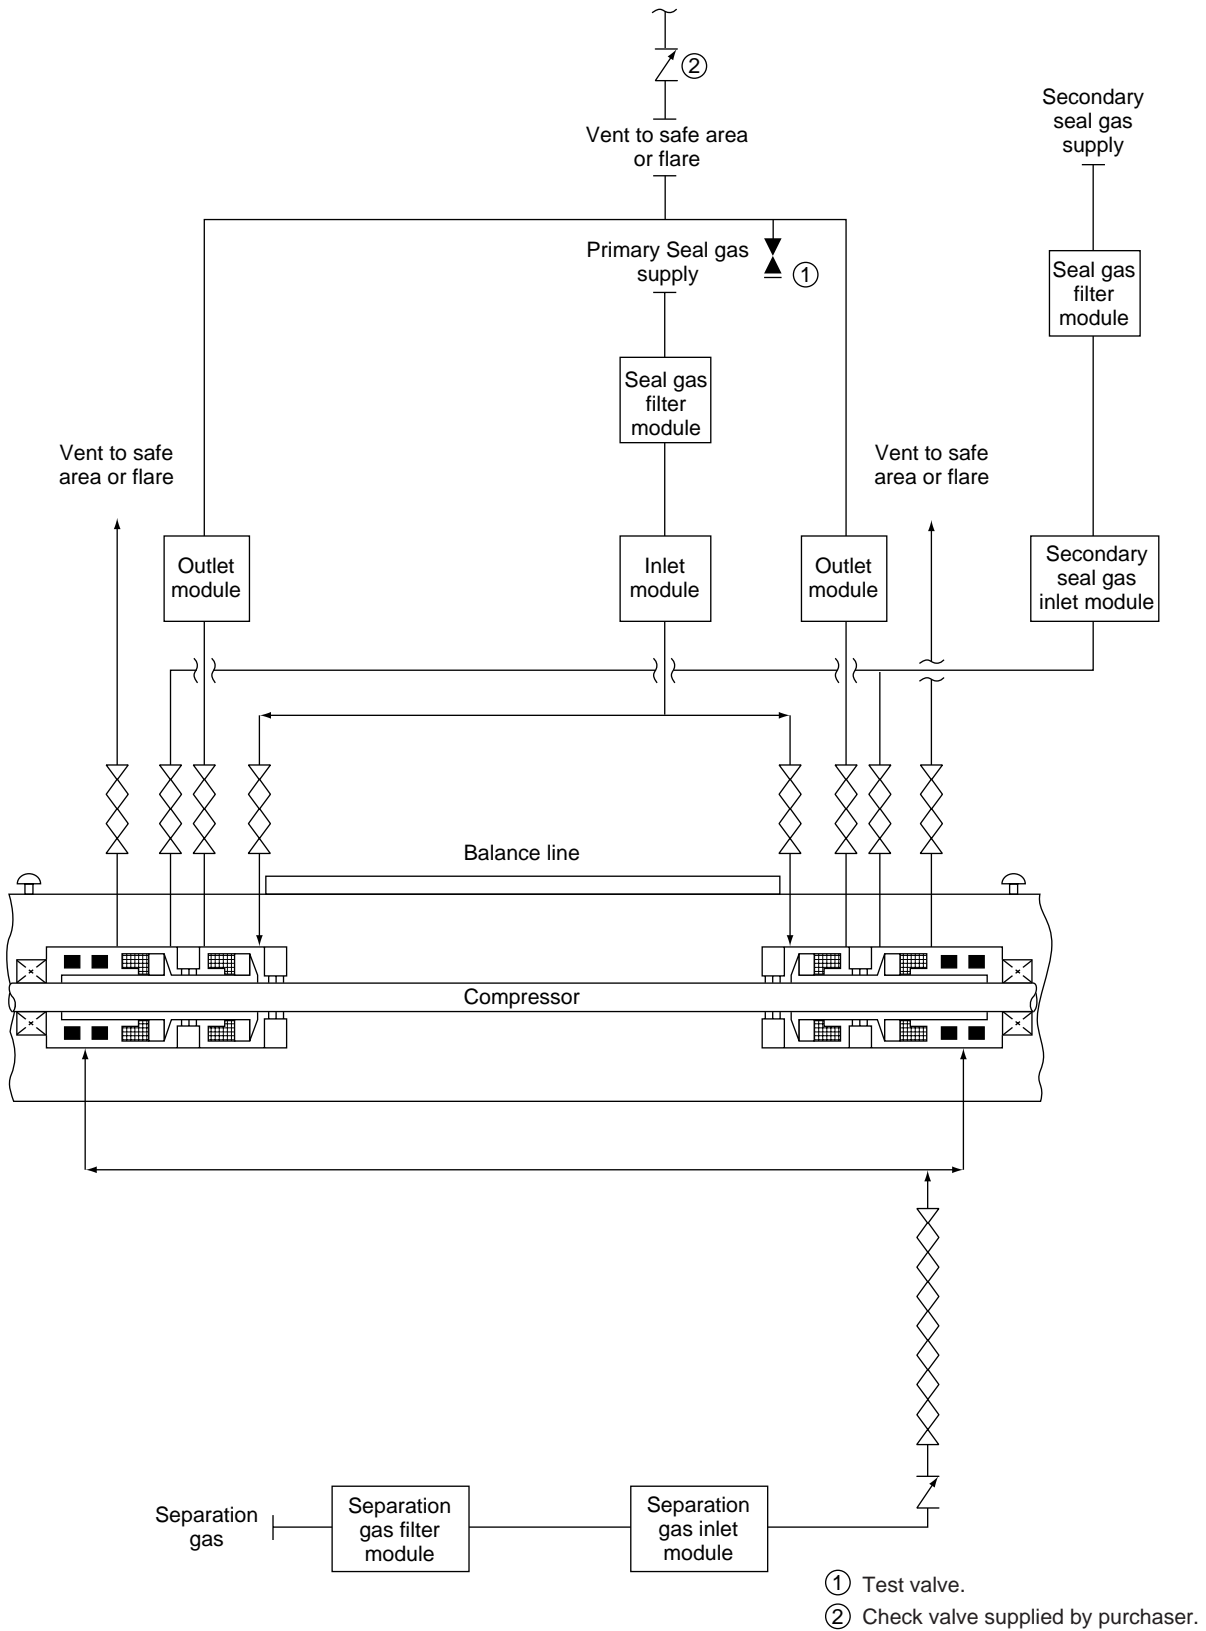 ②
Vent to safe area
or flare
Secondary
seal gas
supply
Primary Seal gas
supply
①
Seal gas
filter
module
Seal gas
filter
module
Vent to safe
area or flare
Vent to safe
area or flare
Outlet
module
Inlet
module
Outlet
module
Secondary
seal gas
inlet module
Balance line
Compressor
Separation
gas
Separation
gas filter
module
Separation
gas inlet
module
① Test valve.
② Check valve supplied by purchaser.